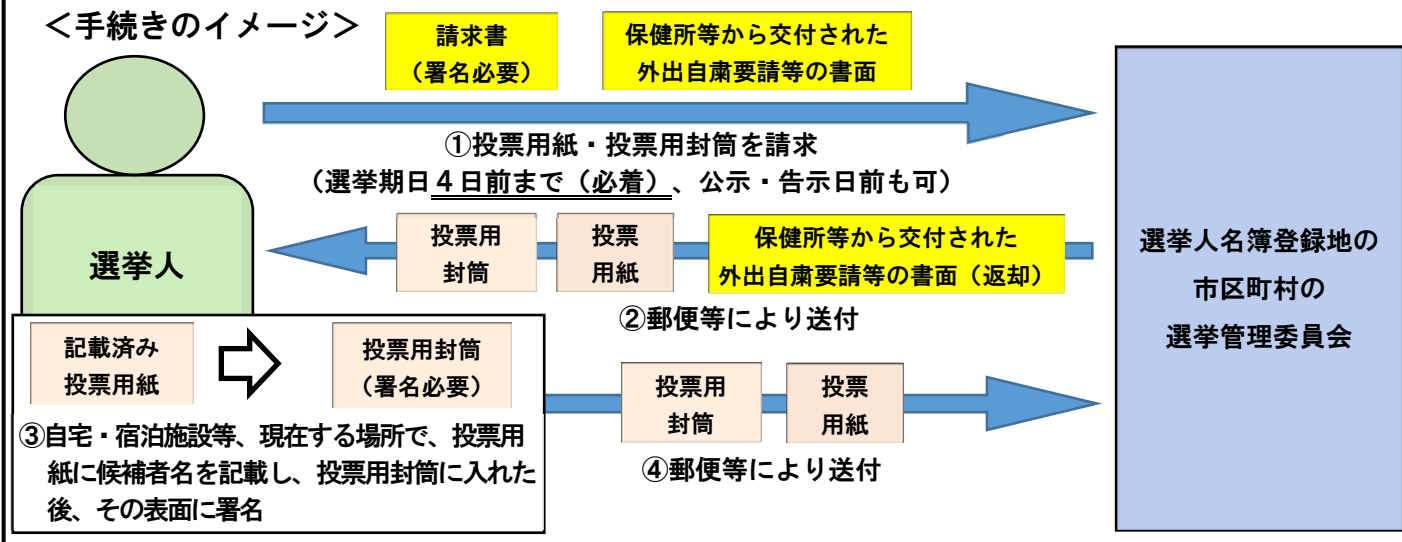 ＜手続きのイメージ＞
請求書
（署名必要）
保健所等から交付された
外出自粛要請等の書面
①投票用紙・投票用封筒を請求
（選挙期日４日前まで（必着）、公示・告示日前も可）
選挙人
投票用
封筒
投票
用紙
保健所等から交付された
外出自粛要請等の書面（返却）
②郵便等により送付
選挙人名簿登録地の
市区町村の
選挙管理委員会
記載済み
投票用紙
投票用封筒
（署名必要）
③自宅・宿泊施設等、現在する場所で、投票用
紙に候補者名を記載し、投票用封筒に入れた
後、その表面に署名
投票用
封筒
投票
用紙
④郵便等により送付